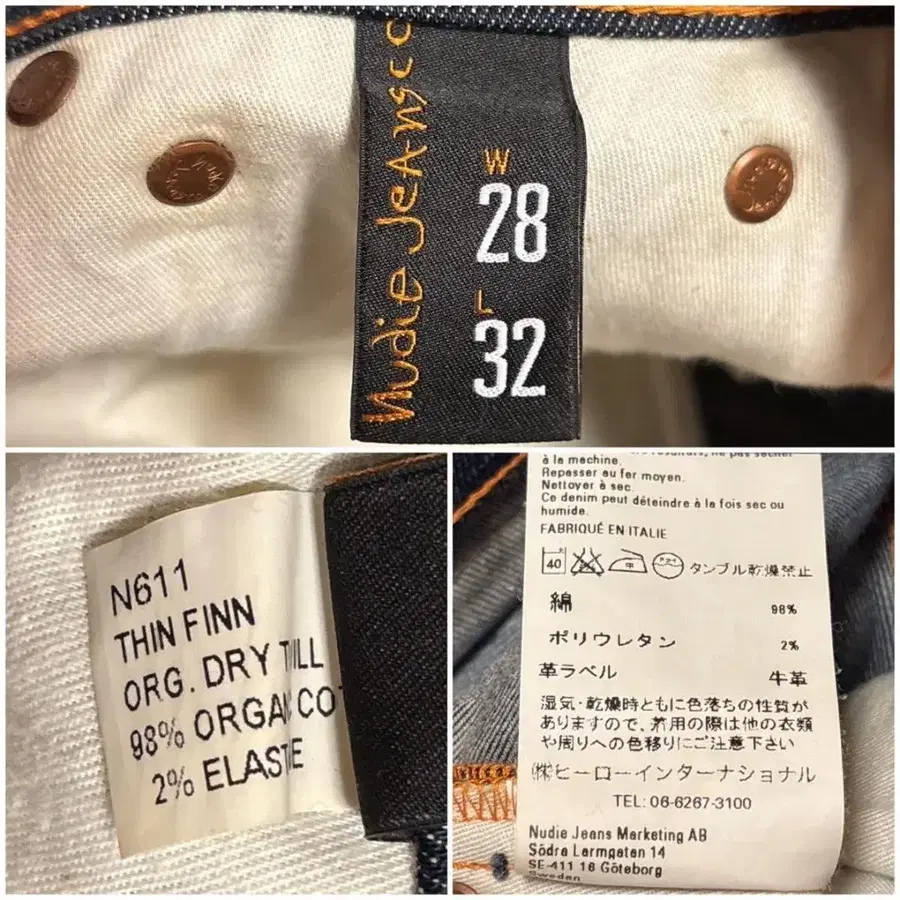 Nudie Jeans co
W
28
L
32
N611
THIN FINN
ORG. DRY TWILL
98% ORGANIC COT
2% ELASTE
à la machine.
Repasser au fer moyen.
Nettoyer à sec.
Ce denim peut déteindre à la fois sec ou
humide.
FABRIQUÉ EN ITALIE
40 中 タンブル乾燥禁止
綿 98%
ポリウレタン 2%
革ラベル 牛革
湿気・乾燥時ともに色落ちの性質が
ありますので、着用の際は他の衣類
や周りへの色移りにご注意下さい
㈱ヒーローインターナショナル
TEL: 06-6267-3100
Nudie Jeans Marketing AB
Södra Larmgatan 14
SE-411 16 Göteborg
Sweden